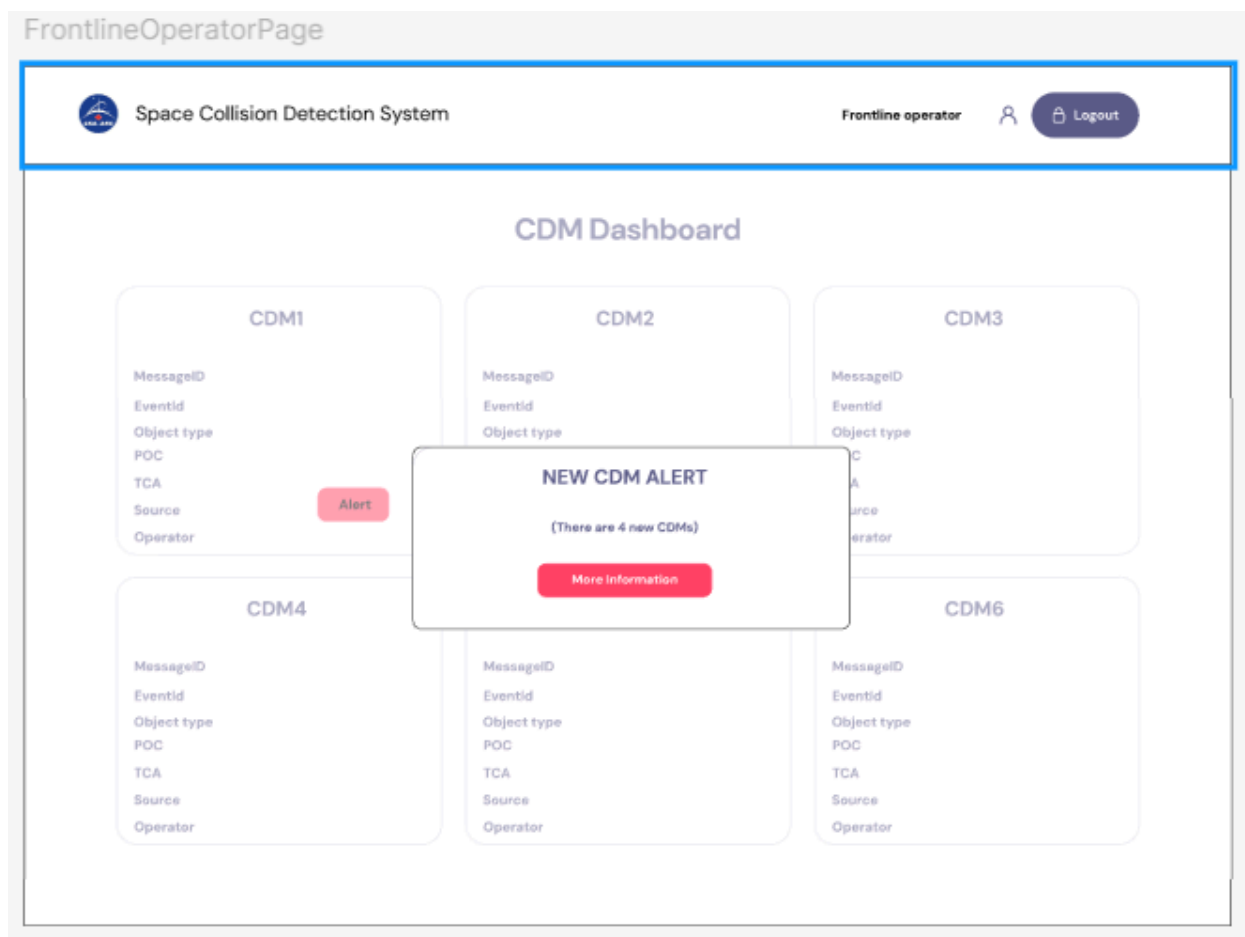 FrontlineOperatorPage
Space Collision Detection System
Frontline operator
Logout
CDM Dashboard
CDM1
MessageID
EventId
Object type
POC
TCA
Source
Operator
Alert
CDM2
MessageID
EventId
Object type
CDM3
MessageID
EventId
Object type
C
A
urce
erator
NEW CDM ALERT
(There are 4 new CDMs)
More Information
CDM4
MessageID
EventId
Object type
POC
TCA
Source
Operator
MessageID
EventId
Object type
POC
TCA
Source
Operator
CDM6
MessageID
EventId
Object type
POC
TCA
Source
Operator